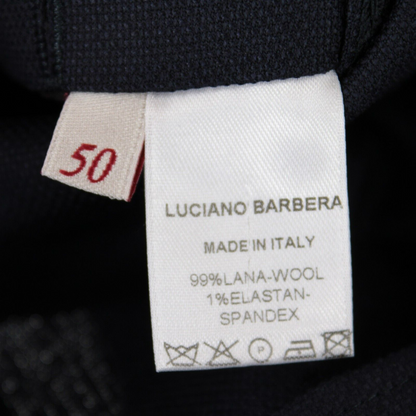 50
LUCIANO BARBERA
MADE IN ITALY
99%LANA-WOOL
1%ELASTAN-
SPANDEX
P